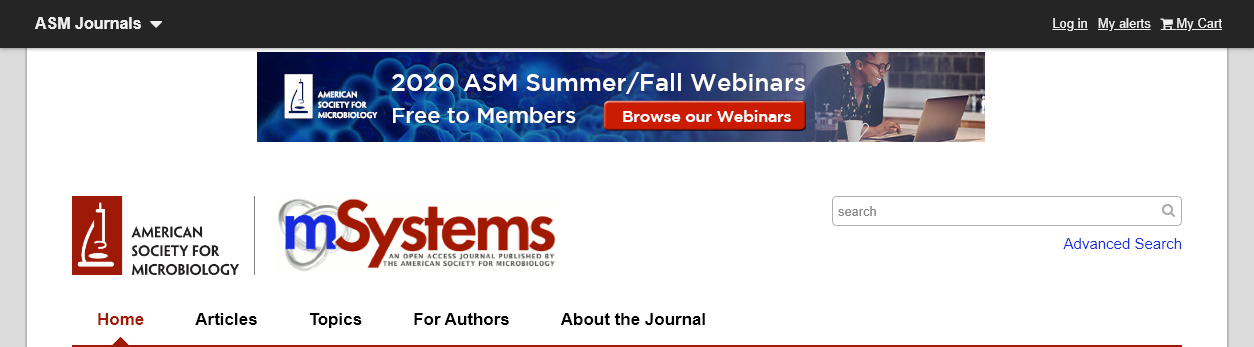 ASM Journals
Log in My alerts My Cart
AMERICAN
SOCIETY FOR
MICROBIOLOGY
2020 ASM Summer/Fall Webinars
Free to Members
Browse our Webinars
AMERICAN
SOCIETY FOR
MICROBIOLOGY
mSystems
AN OPEN ACCESS JOURNAL PUBLISHED BY
THE AMERICAN SOCIETY FOR MICROBIOLOGY
search
Advanced Search
Home Articles Topics For Authors About the Journal